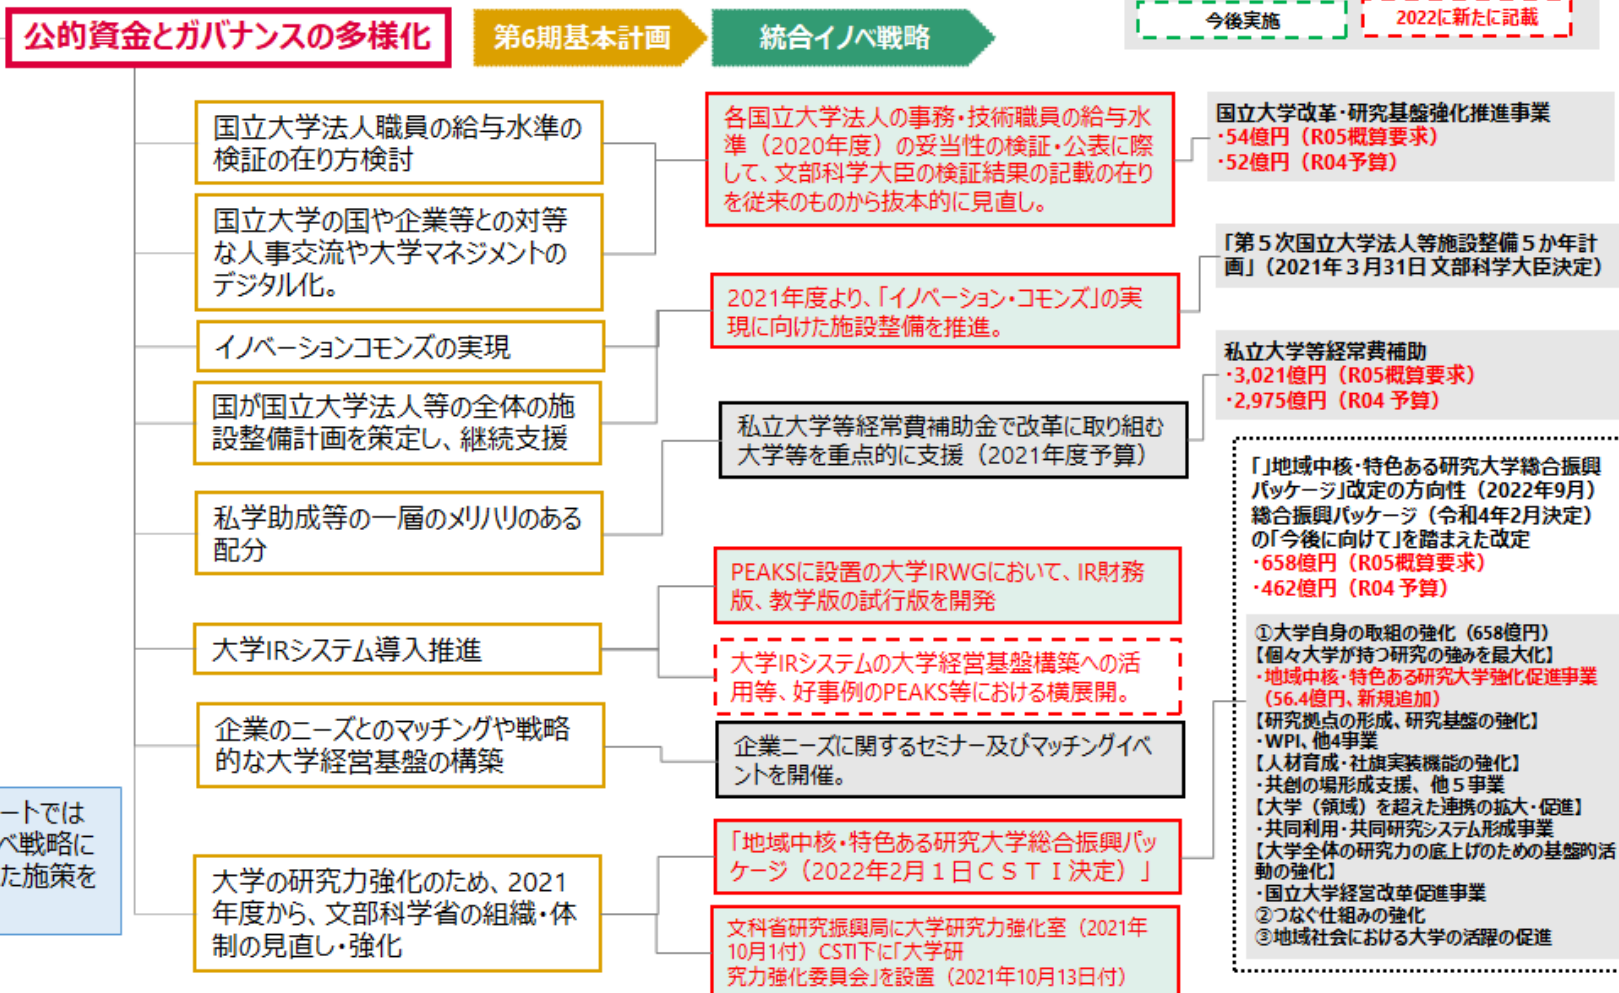 公的資金とガバナンスの多様化
第6期基本計画
統合イノベ戦略
今後実施
2022に新たに記載
国立大学法人職員の給与水準の
検証の在り方検討
国立大学の国や企業等との対等
な人事交流や大学マネジメントの
デジタル化。
イノベーションコモンズの実現
国が国立大学法人等の全体の施
設整備計画を策定し、継続支援
私学助成等の一層のメリハリのある
配分
大学IRシステム導入推進
企業のニーズとのマッチングや戦略
的な大学経営基盤の構築
大学の研究力強化のため、2021
年度から、文部科学省の組織・体
制の見直し・強化
各国立大学法人の事務・技術職員の給与水
準（2020年度）の妥当性の検証・公表に際
して、文部科学大臣の検証結果の記載の在り
を従来のものから抜本的に見直し。
2021年度より、「イノベーション・コモンズ」の実
現に向けた施設整備を推進。
私立大学等経常費補助金で改革に取り組む
大学等を重点的に支援（2021年度予算）
PEAKSに設置の大学IRWGにおいて、IR財務
版、教学版の試行版を開発
大学IRシステムの大学経営基盤構築への活
用等、好事例のPEAKS等における横展開。
企業ニーズに関するセミナー及びマッチングイベ
ントを開催。
「地域中核・特色ある研究大学総合振興パッ
ケージ（2022年2月１日ＣＳＴＩ決定）」
文科省研究振興局に大学研究力強化室（2021年
10月1付）CSTI下に「大学研
究力強化委員会」を設置（2021年10月13日付）
国立大学改革・研究基盤強化推進事業
・54億円（R05概算要求）
・52億円（R04予算）
「第５次国立大学法人等施設整備５か年計
画」（2021年３月31日 文部科学大臣決定）
私立大学等経常費補助
・3,021億円（R05概算要求）
・2,975億円（R04 予算）
「」地域中核・特色ある研究大学総合振興
パッケージ」改定の方向性（2022年9月）
総合振興パッケージ（令和4年2月決定）
の「今後に向けて」を踏まえた改定
・658億円（R05概算要求）
・462億円（R04 予算）
①大学自身の取組の強化（658億円）
【個々大学が持つ研究の強みを最大化】
・地域中核・特色ある研究大学強化促進事業
（56.4億円、新規追加）
【研究拠点の形成、研究基盤の強化】
・WPI、他4事業
【人材育成・社旗実装機能の強化】
・共創の場形成支援、他５事業
【大学（領域）を超えた連携の拡大・促進】
・共同利用・共同研究システム形成事業
【大学全体の研究力の底上げのための基盤的活
動の強化】
・国立大学経営改革促進事業
②つなぐ仕組みの強化
③地域社会における大学の活躍の促進
ートでは
ベ戦略に
た施策を